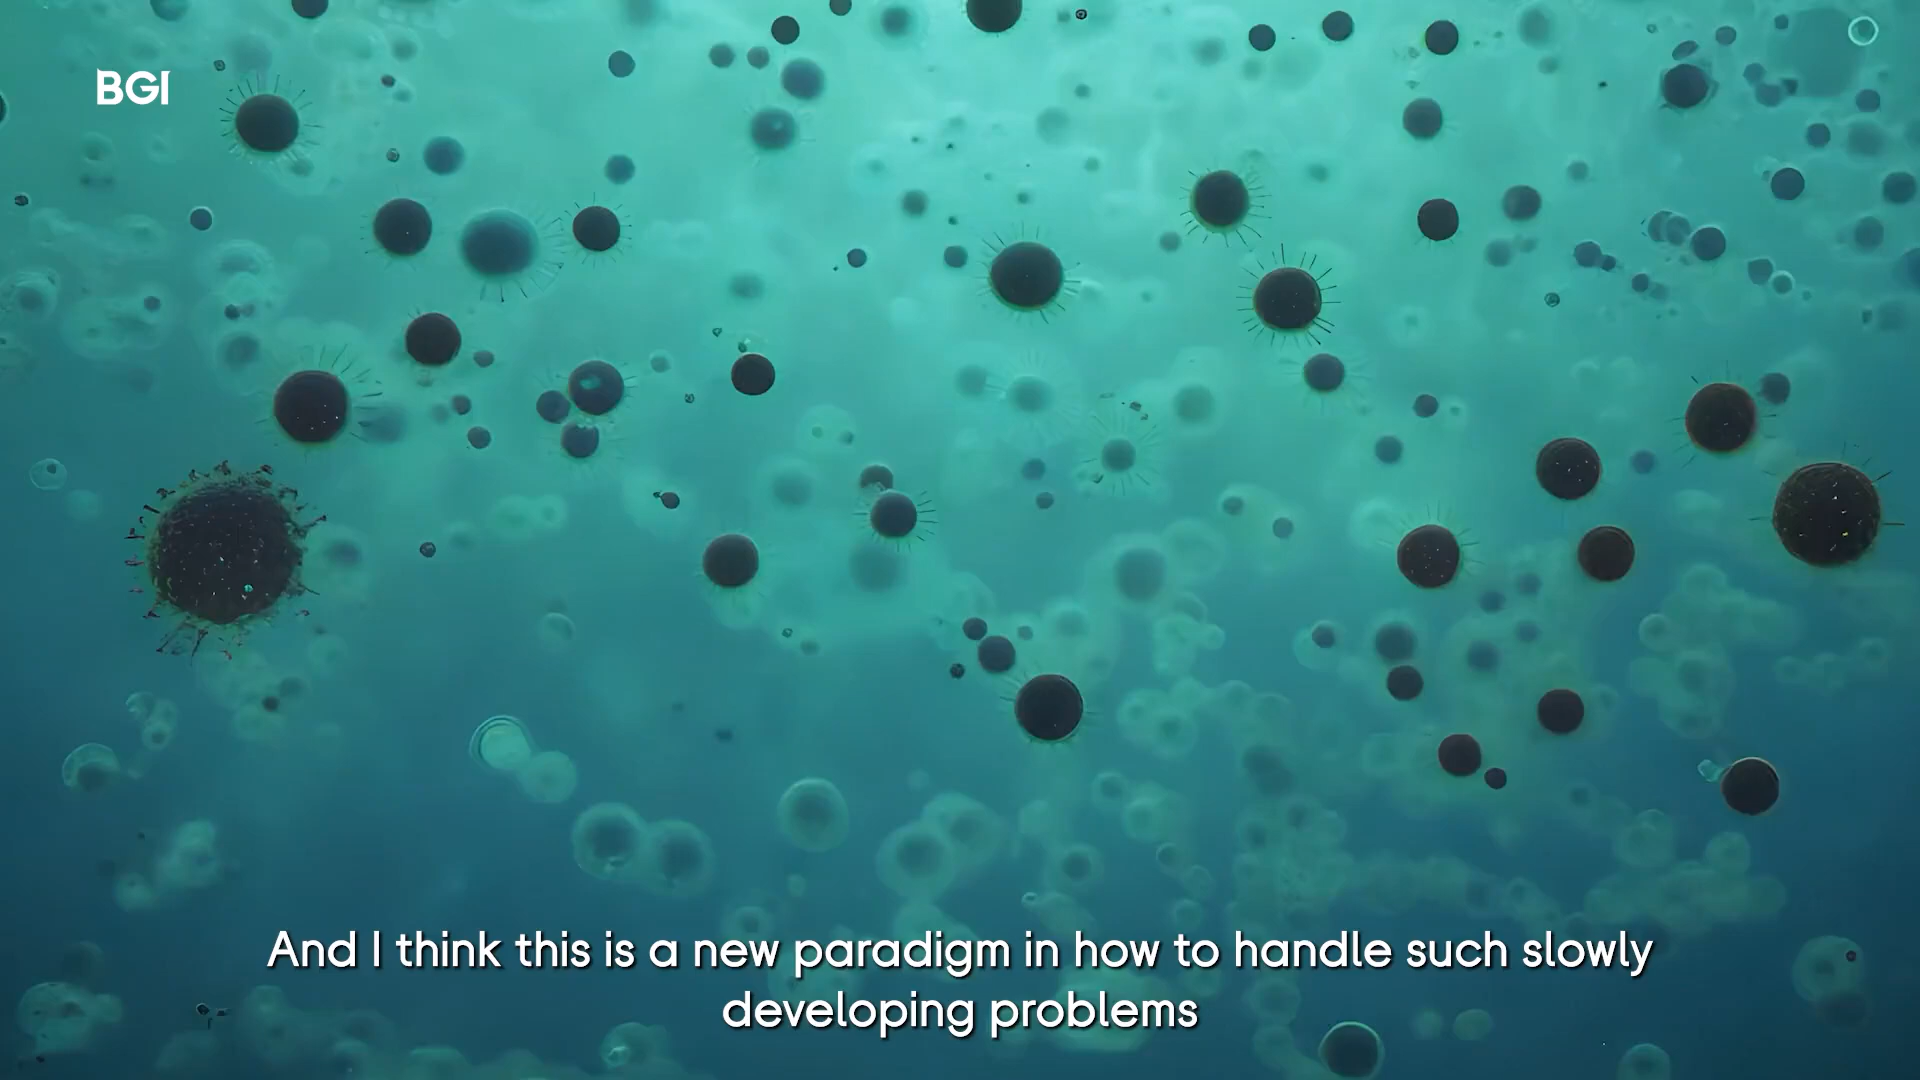 BGI
And I think this is a new paradigm in how to handle such slowly
developing problems